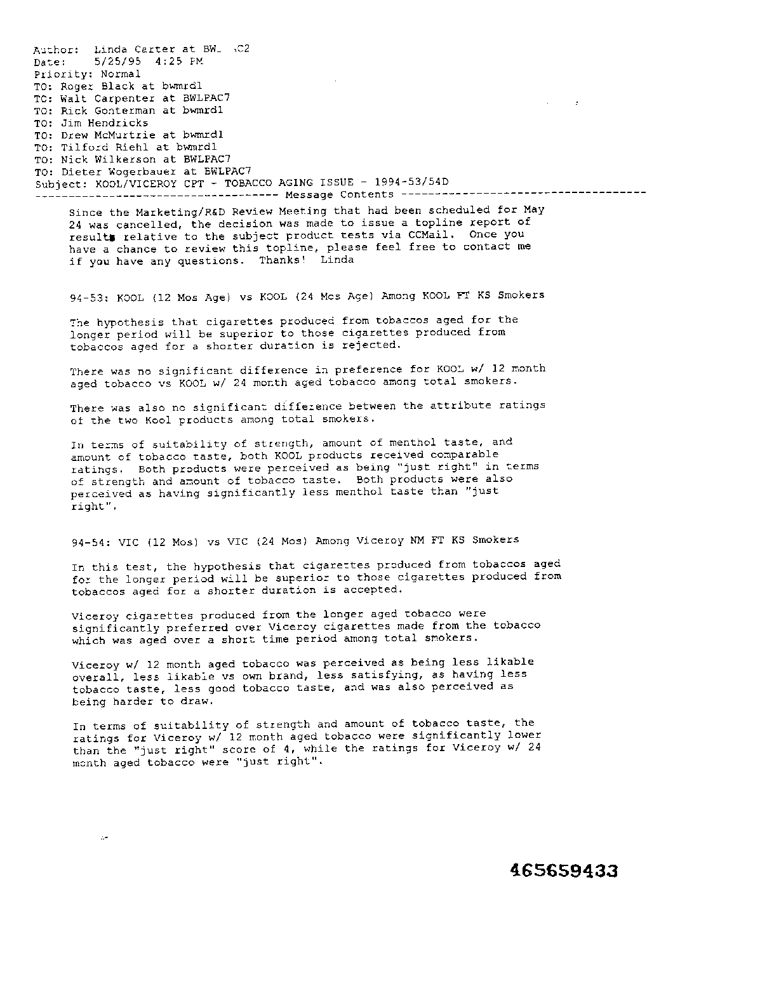 Author: Linda Carter at BW C2
Date: 5/25/95 4:25 PM
Priority: Normal
TO: Roger Black at bwmrdl
TO: Walt Carpenter at BWLPAC7
TO: Rick Gonterman at bwmrdl
TO: Jim Hendricks
TO: Drew McMurtrie at bwmrdl
TO: Tilford Riehl at bwmrdl
TO: Nick Wilkerson at BWLPAC7
TO: Dieter Wogerbauer at BWLPAC7
Subject: KOOL/VICEROY CPT - TOBACCO AGING ISSUE - 1994-53/54D
----------------------------------- Message Contents -----------------------------------
Since the Marketing/R&D Review Meeting that had been scheduled for May
24 was cancelled, the decision was made to issue a topline report of
results relative to the subject product tests via CCMail. Once you
have a chance to review this topline, please feel free to contact me
if you have any questions. Thanks! Linda
94-53: KOOL (12 Mos Age) vs KOOL (24 Mos Age) Among KOOL FT KS Smokers
The hypothesis that cigarettes produced from tobaccos aged for the
longer period will be superior to those cigarettes produced from
tobaccos aged for a shorter duration is rejected.
There was no significant difference in preference for KOOL w/ 12 month
aged tobacco vs KOOL w/ 24 month aged tobacco among total smokers.
There was also no significant difference between the attribute ratings
of the two Kool products among total smokers.
In terms of suitability of strength, amount of menthol taste, and
amount of tobacco taste, both KOOL products received comparable
ratings. Both products were perceived as being "just right" in terms
of strength and amount of tobacco taste. Both products were also
perceived as having significantly less menthol taste than "just
right".
94-54: VIC (12 Mos) vs VIC (24 Mos) Among Viceroy NM FT KS Smokers
In this test, the hypothesis that cigarettes produced from tobaccos aged
for the longer period will be superior to those cigarettes produced from
tobaccos aged for a shorter duration is accepted.
Viceroy cigarettes produced from the longer aged tobacco were
significantly preferred over Viceroy cigarettes made from the tobacco
which was aged over a short time period among total smokers.
Viceroy w/ 12 month aged tobacco was perceived as being less likable
overall, less likable vs own brand, less satisfying, as having less
tobacco taste, less good tobacco taste, and was also perceived as
being harder to draw.
In terms of suitability of strength and amount of tobacco taste, the
ratings for Viceroy w/ 12 month aged tobacco were significantly lower
than the "just right" score of 4, while the ratings for Viceroy w/ 24
month aged tobacco were "just right".
465659433